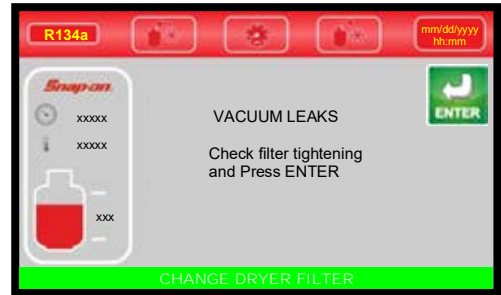 R134a
mm/dd/yyyy
hh:mm
Snap-on
xxxxx
xxxxx
xxx
VACUUM LEAKS
Check filter tightening
and Press ENTER
ENTER
CHANGE DRYER FILTER